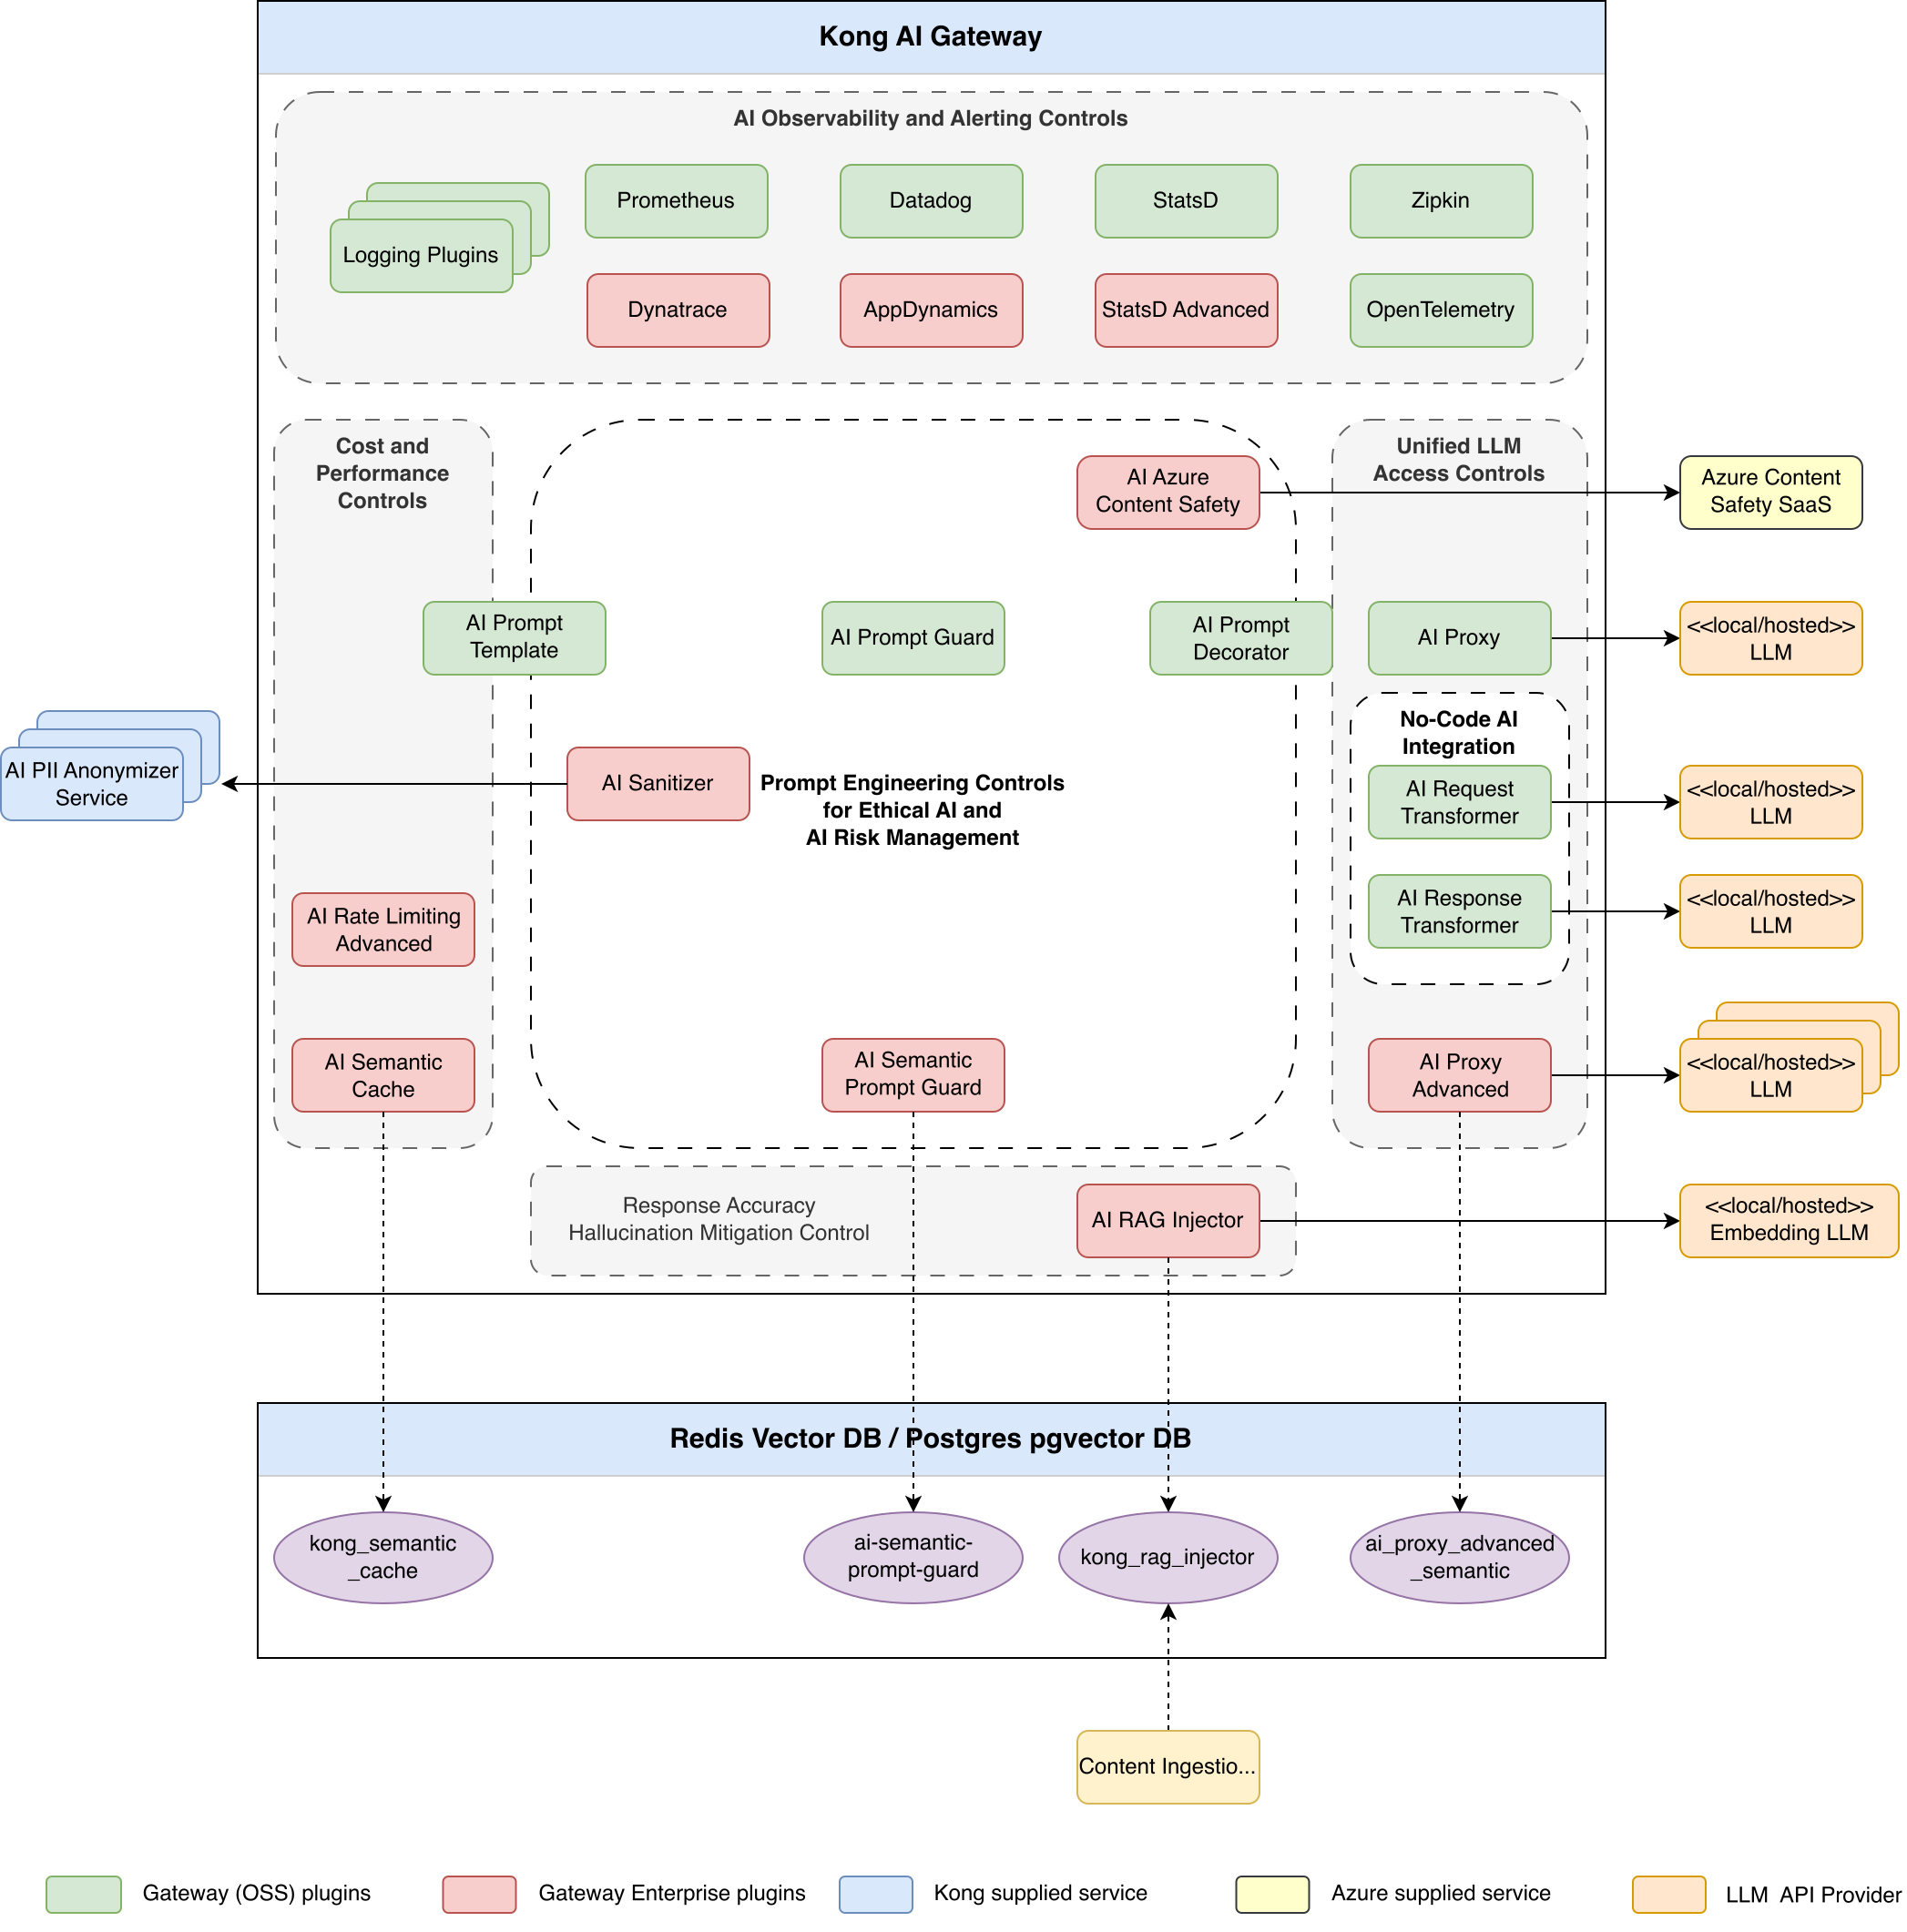 Kong AI Gateway
AI Observability and Alerting Controls
Logging Plugins
Prometheus
Datadog
StatsD
Zipkin
Dynatrace
AppDynamics
StatsD Advanced
OpenTelemetry
Cost and
Performance
Controls
Unified LLM
Access Controls
AI Azure
Content Safety
Azure Content
Safety SaaS
AI Prompt
Template
AI Prompt Guard
AI Prompt
Decorator
AI Proxy
<<local/hosted>>
LLM
No-Code AI
Integration
AI PII Anonymizer
Service
AI Sanitizer
Prompt Engineering Controls
for Ethical AI and
AI Risk Management
AI Request
Transformer
<<local/hosted>>
LLM
AI Rate Limiting
Advanced
AI Response
Transformer
<<local/hosted>>
LLM
AI Semantic
Cache
AI Semantic
Prompt Guard
AI Proxy
Advanced
<<local/hosted>>
LLM
Response Accuracy
Hallucination Mitigation Control
AI RAG Injector
<<local/hosted>>
Embedding LLM
Redis Vector DB / Postgres pgvector DB
kong_semantic
_cache
ai-semantic-
prompt-guard
kong_rag_injector
ai_proxy_advanced
_semantic
Content Ingestio...
Gateway (OSS) plugins
Gateway Enterprise plugins
Kong supplied service
Azure supplied service
LLM  API Provider